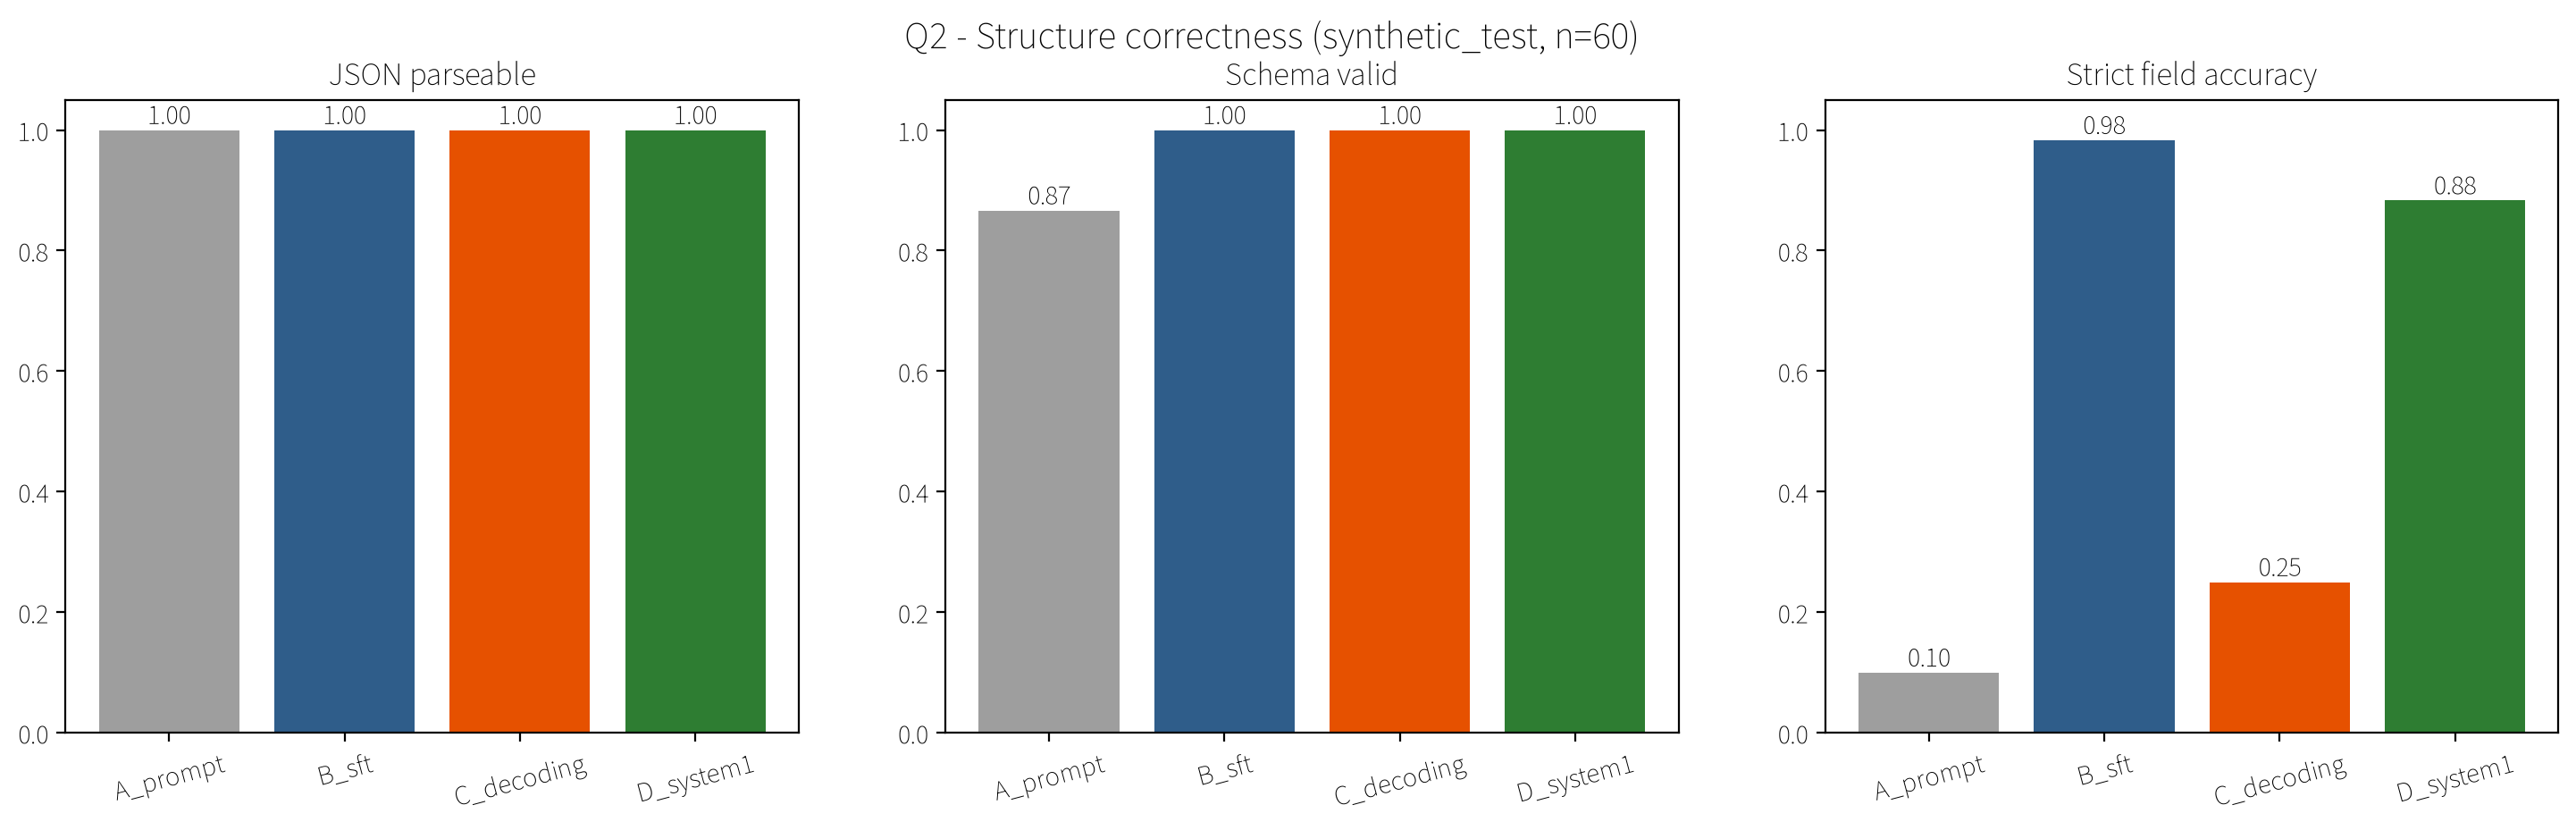 Q2 - Structure correctness (synthetic_test, n=60)
JSON parseable
1.00 1.00 1.00 1.00
1.0
0.8
0.6
0.4
0.2
0.0
A_prompt B_sft C_decoding D_system1
Schema valid
0.87 1.00 1.00 1.00
1.0
0.8
0.6
0.4
0.2
0.0
A_prompt B_sft C_decoding D_system1
Strict field accuracy
0.10 0.98 0.25 0.88
1.0
0.8
0.6
0.4
0.2
0.0
A_prompt B_sft C_decoding D_system1